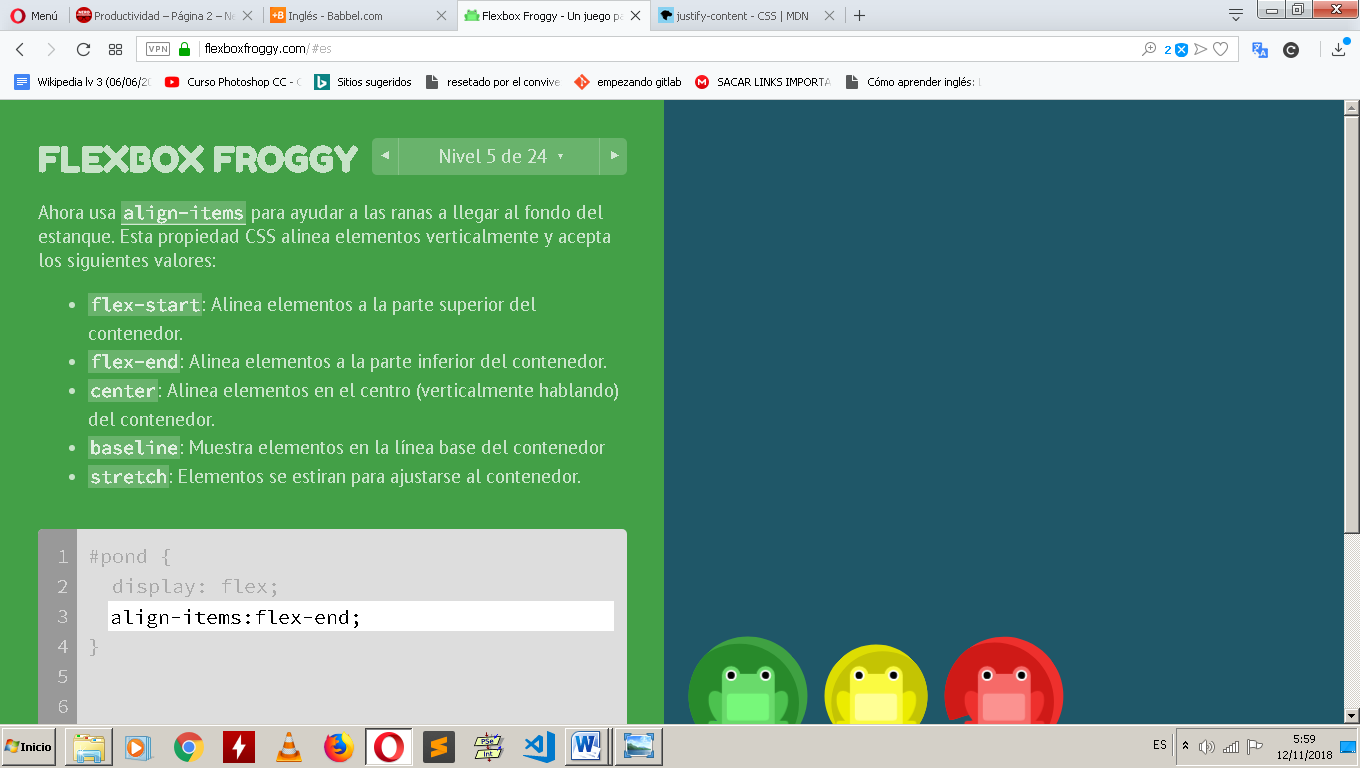 Menú
Productividad – Página 2 – Ne
Inglés - Babbel.com
Flexbox Froggy - Un juego pa
justify-content - CSS | MDN
VPN
flexboxfroggy.com/#es
2
Wikipedia lv 3 (06/06/20
Curso Photoshop CC - C
Sitios sugeridos
resetado por el convive
empezando gitlab
SACAR LINKS IMPORTA
Cómo aprender inglés:
FLEXBOX FROGGY
Nivel 5 de 24
Ahora usa align-items para ayudar a las ranas a llegar al fondo del
estanque. Esta propiedad CSS alinea elementos verticalmente y acepta
los siguientes valores:
flex-start: Alinea elementos a la parte superior del
contenedor.
flex-end: Alinea elementos a la parte inferior del contenedor.
center: Alinea elementos en el centro (verticalmente hablando)
del contenedor.
baseline: Muestra elementos en la línea base del contenedor
stretch: Elementos se estiran para ajustarse al contenedor.
1 #pond {
2 display: flex;
3 align-items:flex-end;
4 }
5
6
Inicio
PSe
Int
ES
5:59
12/11/2018